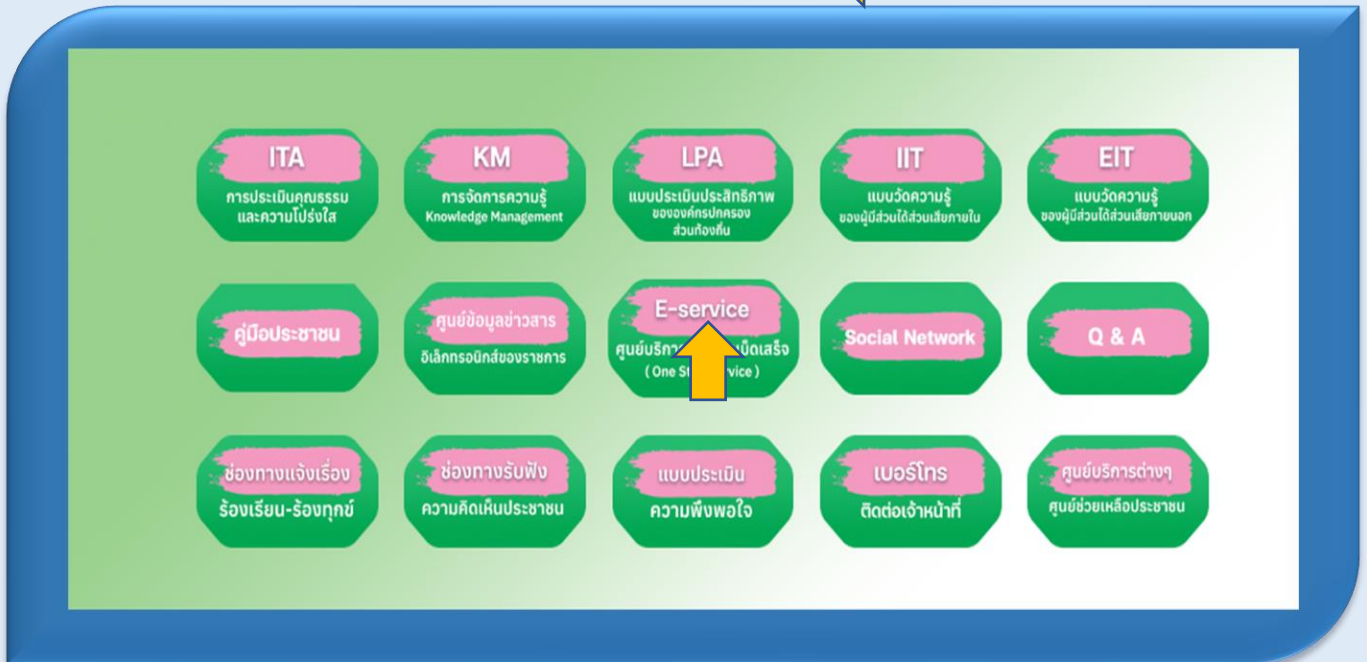 ITA
การประเมินคุณธรรม
และความโปร่งใส
KM
การจัดการความรู้
Knowledge Management
LPA
แบบประเมินประสิทธิภาพ
ขององค์กรปกครอง
ส่วนท้องถิ่น
IIT
แบบวัดความรู้
ของผู้มีส่วนได้ส่วนเสียภายใน
EIT
แบบวัดความรู้
ของผู้มีส่วนได้ส่วนเสียภายนอก
คู่มือประชาชน
ศูนย์ข้อมูลข่าวสาร
อิเล็กทรอนิกส์ของราชการ
E-service
ศูนย์บริการ เบ็ดเสร็จ
( One
Social Network
Q & A
ช่องทางแจ้งเรื่อง
ร้องเรียน-ร้องทุกข์
ช่องทางรับฟัง
ความคิดเห็นประชาชน
แบบประเมิน
ความพึงพอใจ
เบอร์โทร
ติดต่อเจ้าหน้าที่
ศูนย์บริการต่างๆ
ศูนย์ช่วยเหลือประชาชน